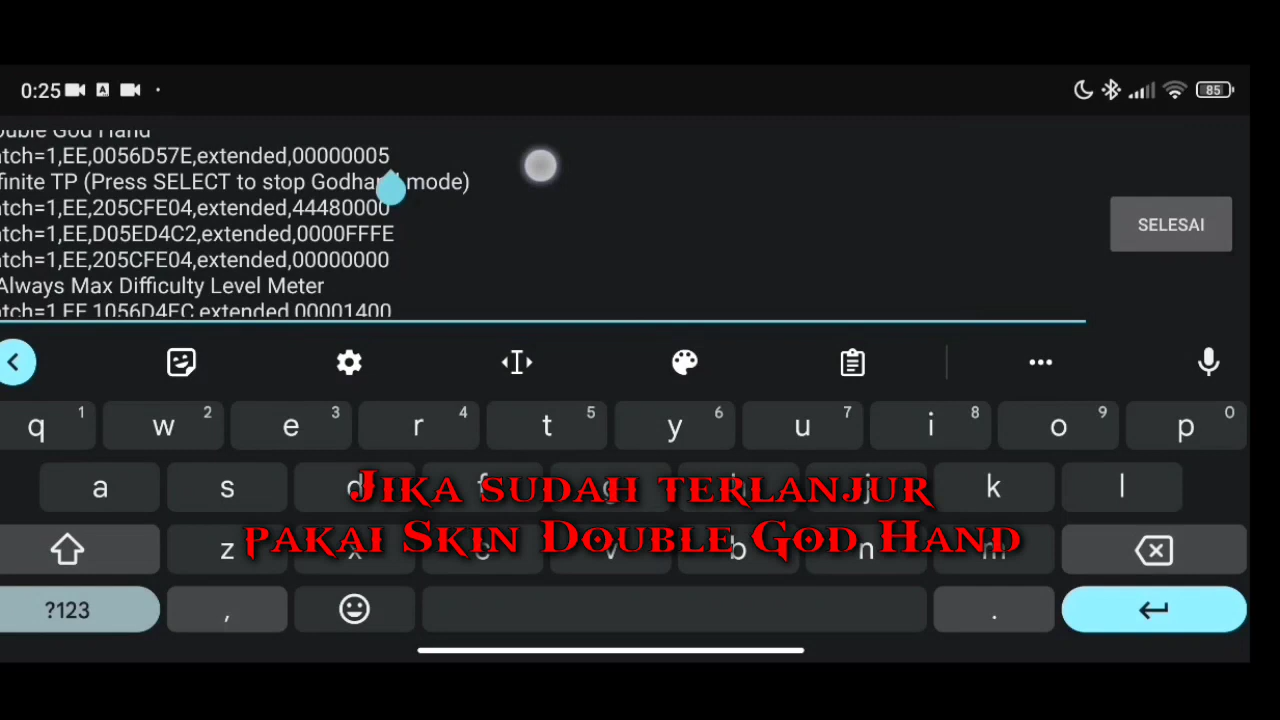 0:25
85
ouble God Hand
atch=1,EE,0056D57E,extended,00000005
finite TP (Press SELECT to stop Godhand mode)
atch=1,EE,205CFE04,extended,44480000
atch=1,EE,D05ED4C2,extended,0000FFFE
atch=1,EE,205CFE04,extended,00000000
Always Max Difficulty Level Meter
atch=1,EE,1056D4EC,extended,00001400
SELESAI
q 1 w 2 e 3 r 4 t 5 y 6 u 7 i 8 o 9 p 0
a s d f g h j k l
Jika sudah terlanjur
pakai Skin Double God Hand
z x c v b n m
?123 , .